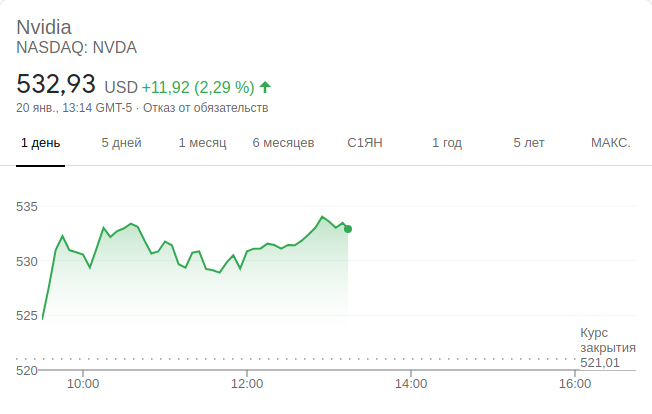 Nvidia
NASDAQ: NVDA
532,93 USD +11,92 (2,29 %)
20 янв., 13:14 GMT-5 · Отказ от обязательств
1 день 5 дней 1 месяц 6 месяцев С1ЯН 1 год 5 лет МАКС.
535
530
525
520
Курс
закрытия
521,01
10:00 12:00 14:00 16:00